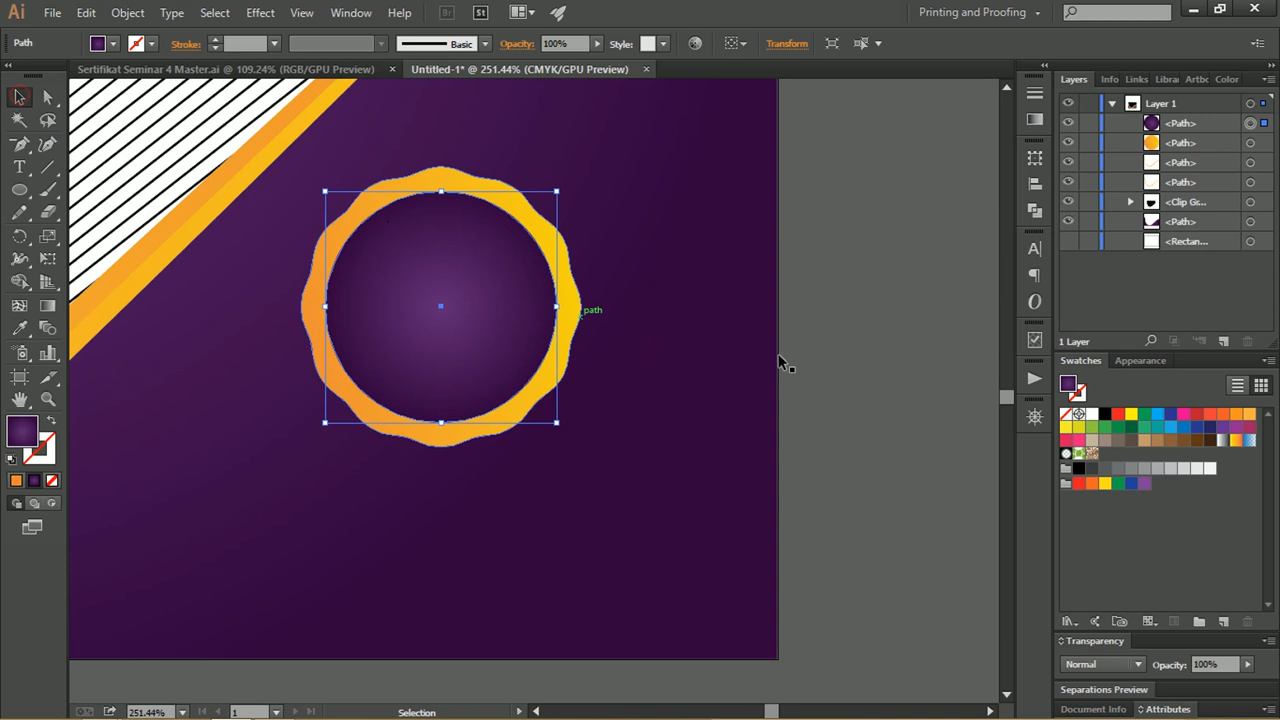 Ai File Edit Object Type Select Effect View Window Help Br St Printing and Proofing
Path Stroke: Basic Opacity: 100% Style: Transform
Sertifikat Seminar 4 Master.ai @ 109.24% (RGB/GPU Preview) × Untitled-1* @ 251.44% (CMYK/GPU Preview) ×
Layers Info Links Librar Artbc Color
Layer 1
<Path>
<Path>
<Path>
<Path>
<Clip Gr...
<Path>
<Rectan...
path
1 Layer
Swatches Appearance
Transparency
Normal Opacity: 100%
Separations Preview
Document Info Attributes
251.44% 1 Selection